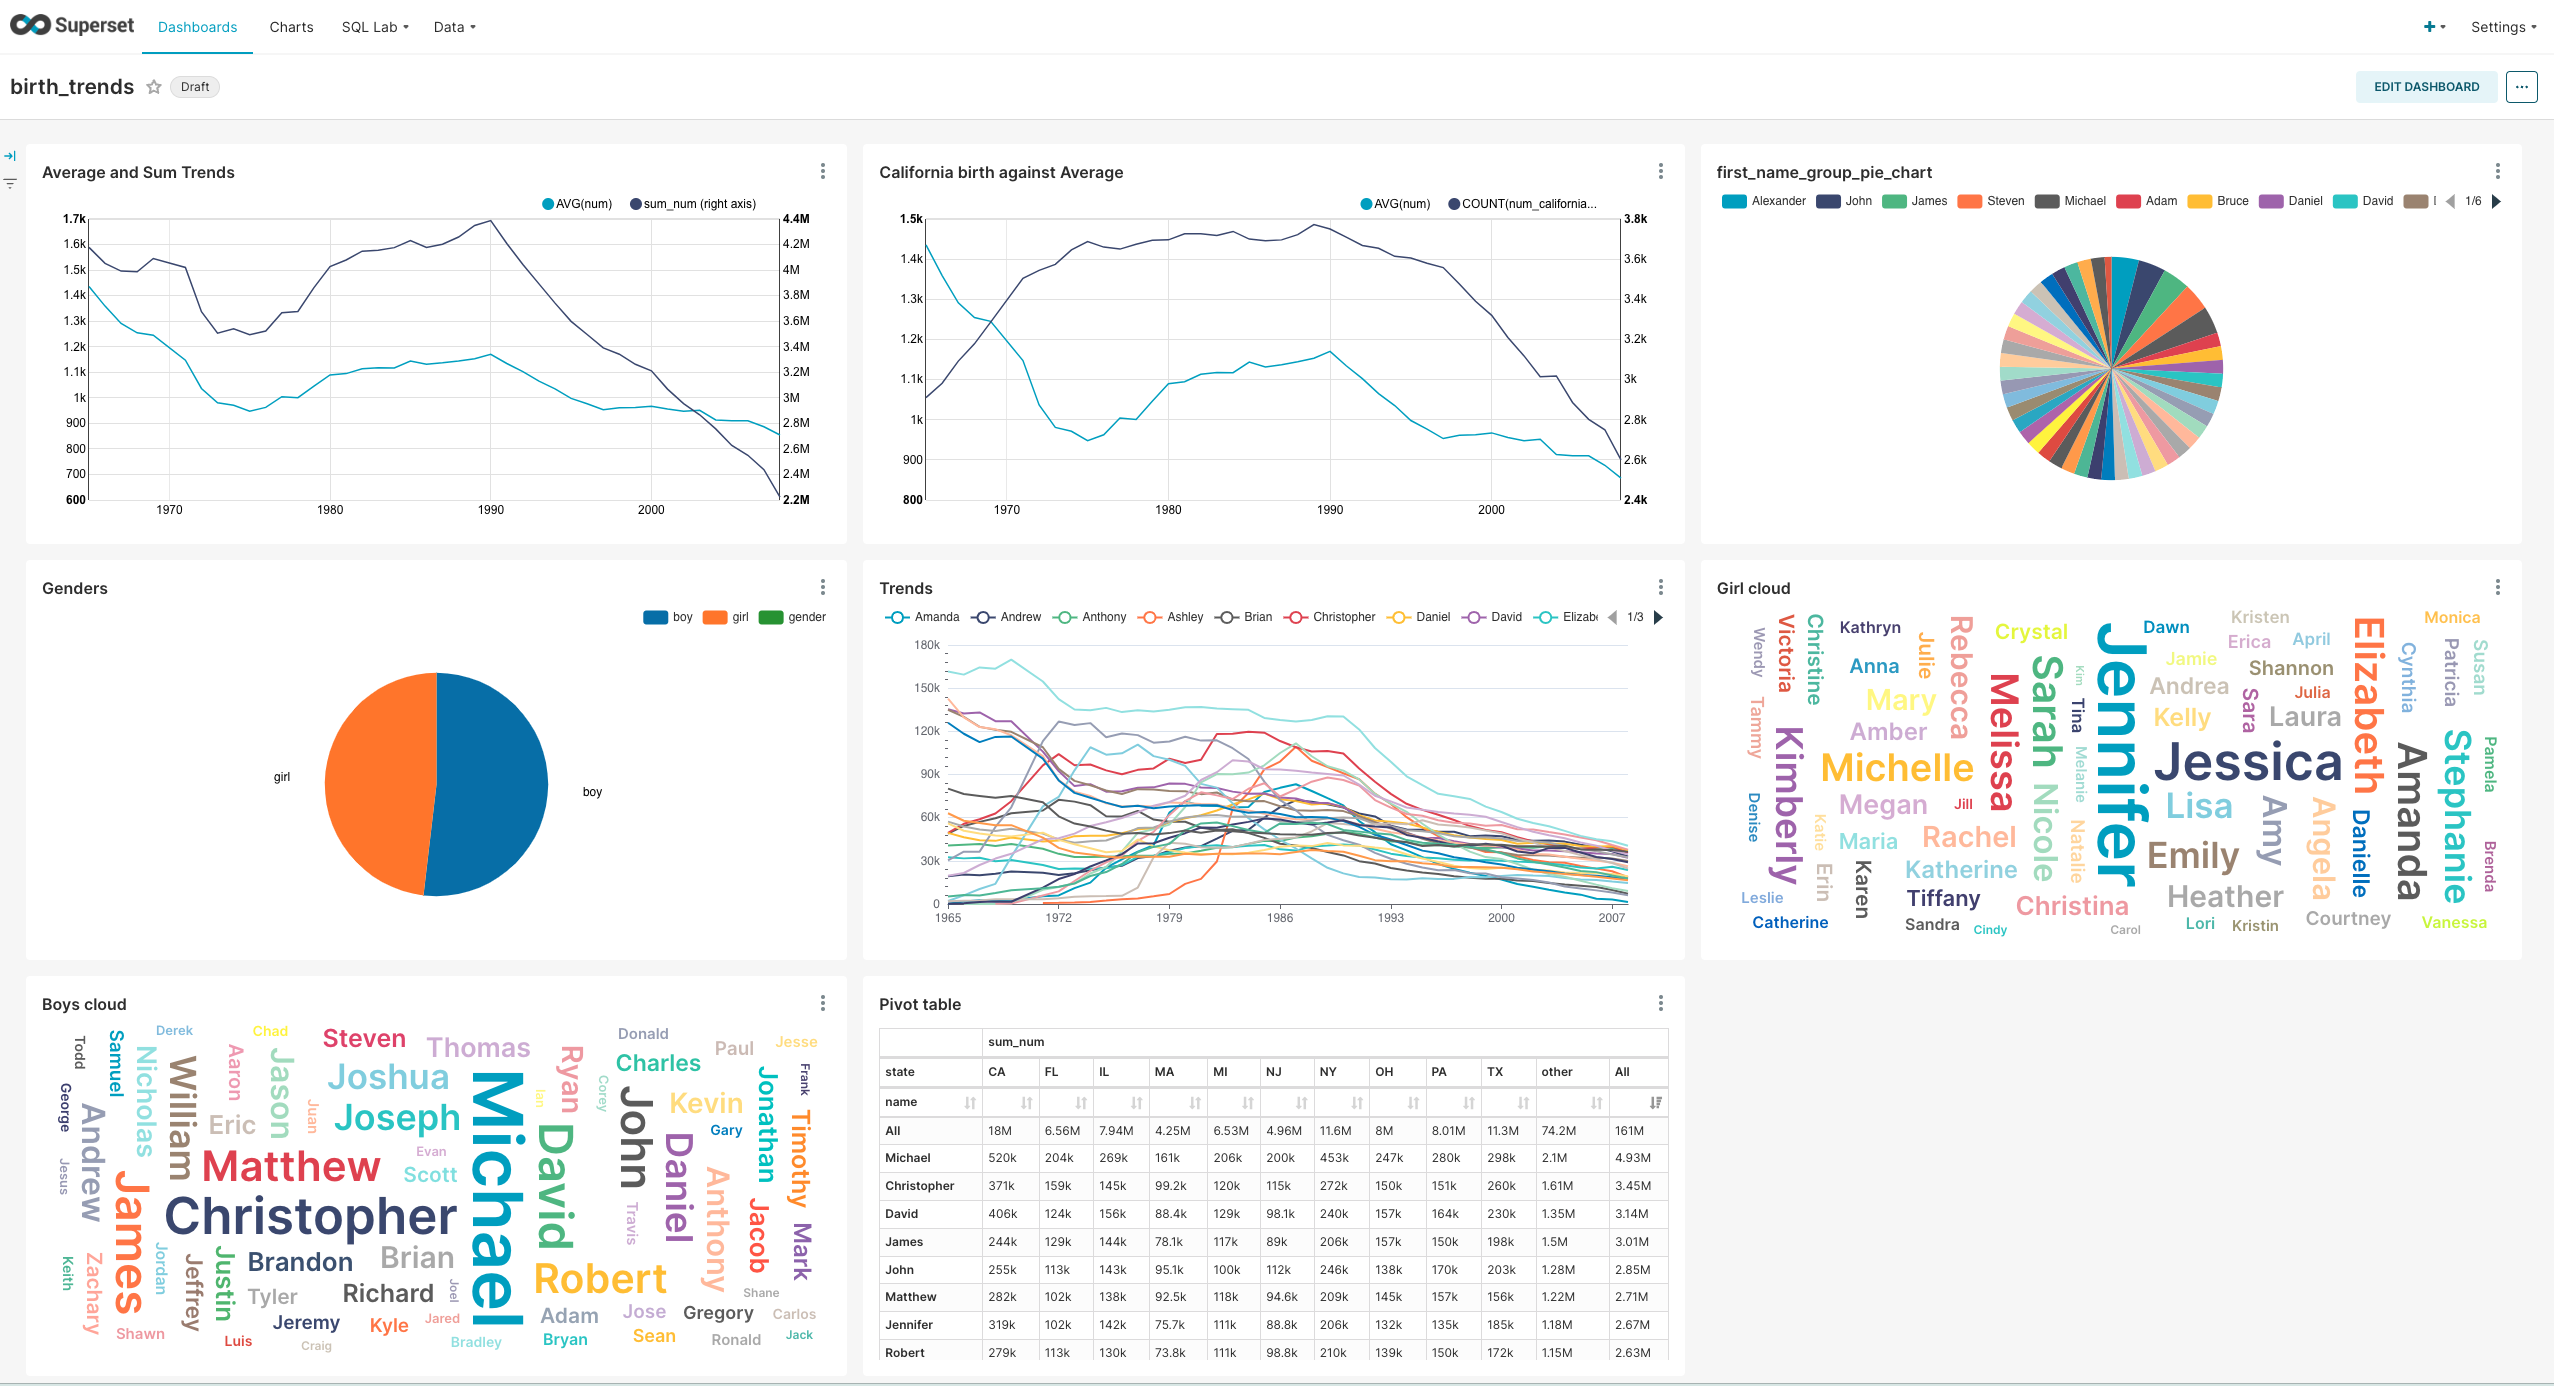 Superset Dashboards Charts SQL Lab Data Settings
birth_trends Draft EDIT DASHBOARD
Average and Sum Trends
AVG(num) sum_num (right axis)
1.7k 4.4M
1.6k 4.2M
1.5k 4M
1.4k 3.8M
1.3k 3.6M
1.2k 3.4M
1.1k 3.2M
1k 3M
900 2.8M
800 2.6M
700 2.4M
600 2.2M
1970 1980 1990 2000
California birth against Average
AVG(num) COUNT(num_california...
1.5k 3.8k
1.4k 3.6k
1.3k 3.4k
1.2k 3.2k
1.1k 3k
1k 2.8k
900 2.6k
800 2.4k
1970 1980 1990 2000
first_name_group_pie_chart
Alexander John James Steven Michael Adam Bruce Daniel David 1/6
Genders
boy girl gender
girl
boy
Trends
Amanda Andrew Anthony Ashley Brian Christopher Daniel David Elizab 1/3
180k
150k
120k
90k
60k
30k
0
1965 1972 1979 1986 1993 2000 2007
Girl cloud
Wendy
Victoria
Christine
Kathryn
Julie
Rebecca
Crystal
Jennifer
Dawn
Kristen
Erica
April
Elizabeth
Monica
Cynthia
Patricia
Susan
Anna
Jamie
Shannon
Andrea
Julia
Sara
Kim
Sarah
Melissa
Mary
Tina
Kelly
Laura
Tammy
Kimberly
Amber
Michelle
Melanie
Jessica
Amanda
Stephanie
Pamela
Denise
Megan
Jill
Nicole
Lisa
Amy
Angela
Danielle
Katie
Maria
Rachel
Natalie
Emily
Brenda
Erin
Karen
Katherine
Leslie
Tiffany
Christina
Heather
Courtney
Catherine
Sandra
Cindy
Carol
Lori
Kristin
Vanessa
Boys cloud
Todd
Samuel
Derek
Chad
Steven
Thomas
Donald
Paul
Jesse
Nicholas
William
Aaron
Jason
Joshua
Ryan
Charles
Corey
Ian
John
Jonathan
Frank
George
Andrew
Eric
Juan
Joseph
Michael
David
Kevin
Gary
Daniel
Timothy
Jesus
James
Matthew
Evan
Scott
Christopher
Travis
Anthony
Jacob
Mark
Keith
Zachary
Jordan
Jeffrey
Justin
Brandon
Brian
Robert
Tyler
Richard
Joel
Shane
Shawn
Luis
Jeremy
Craig
Kyle
Jared
Bradley
Adam
Bryan
Jose
Sean
Gregory
Ronald
Carlos
Jack
Pivot table
sum_num
state CA FL IL MA MI NJ NY OH PA TX other All
name
All 18M 6.56M 7.94M 4.25M 6.53M 4.96M 11.6M 8M 8.01M 11.3M 74.2M 161M
Michael 520k 204k 269k 161k 206k 200k 453k 247k 280k 298k 2.1M 4.93M
Christopher 371k 159k 145k 99.2k 120k 115k 272k 150k 151k 260k 1.61M 3.45M
David 406k 124k 156k 88.4k 129k 98.1k 240k 157k 164k 230k 1.35M 3.14M
James 244k 129k 144k 78.1k 117k 89k 206k 157k 150k 198k 1.5M 3.01M
John 255k 113k 143k 95.1k 100k 112k 246k 138k 170k 203k 1.28M 2.85M
Matthew 282k 102k 138k 92.5k 118k 94.6k 209k 145k 157k 156k 1.22M 2.71M
Jennifer 319k 102k 142k 75.7k 111k 88.8k 206k 132k 135k 185k 1.18M 2.67M
Robert 279k 113k 130k 73.8k 111k 98.8k 210k 139k 150k 172k 1.15M 2.63M